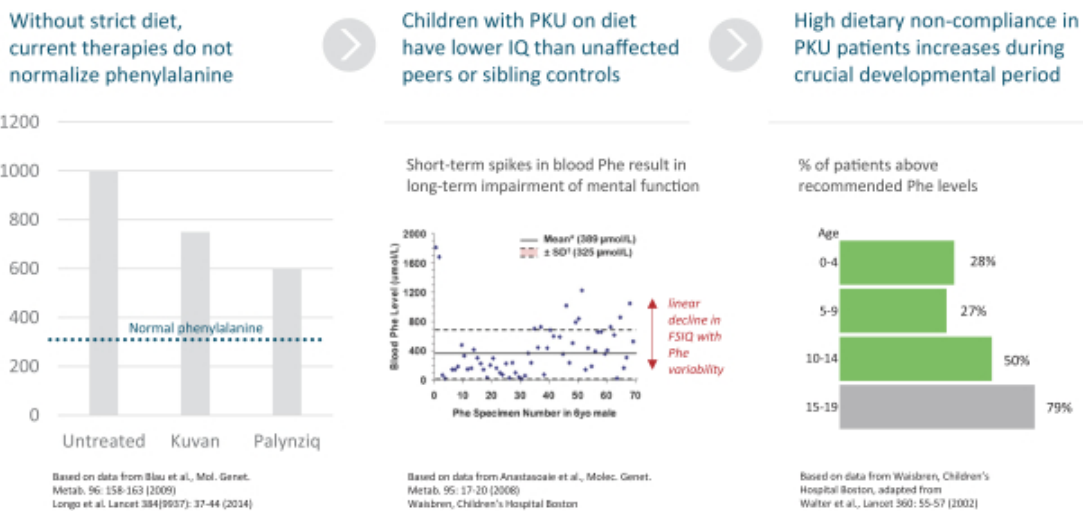 Without strict diet,
current therapies do not
normalize phenylalanine
1200
1000
800
600
400
200
0
Normal phenylalanine
Untreated
Kuvan
Palynziq
Based on data from Blau et al., Mol. Genet.
Metab. 96: 158-163 (2009)
Longo et al. Lancet 384(9937): 37-44 (2014)
Children with PKU on diet
have lower IQ than unaffected
peers or sibling controls
Short-term spikes in blood Phe result in
long-term impairment of mental function
Blood Phe Level (umol/L)
2000
1600
1200
800
400
0
Mean* (389 µmol/L)
± SD† (325 µmol/L)
linear
decline in
FSIQ with
Phe
variability
0 10 20 30 40 50 60 70
Phe Specimen Number in 6yo male
Based on data from Anastasoaie et al., Molec. Genet.
Metab. 95: 17-20 (2008)
Waisbren, Children's Hospital Boston
High dietary non-compliance in
PKU patients increases during
crucial developmental period
% of patients above
recommended Phe levels
Age
0-4 28%
5-9 27%
10-14 50%
15-19 79%
Based on data from Waisbren, Children's
Hospital Boston, adapted from
Walter et al., Lancet 360: 55-57 (2002)